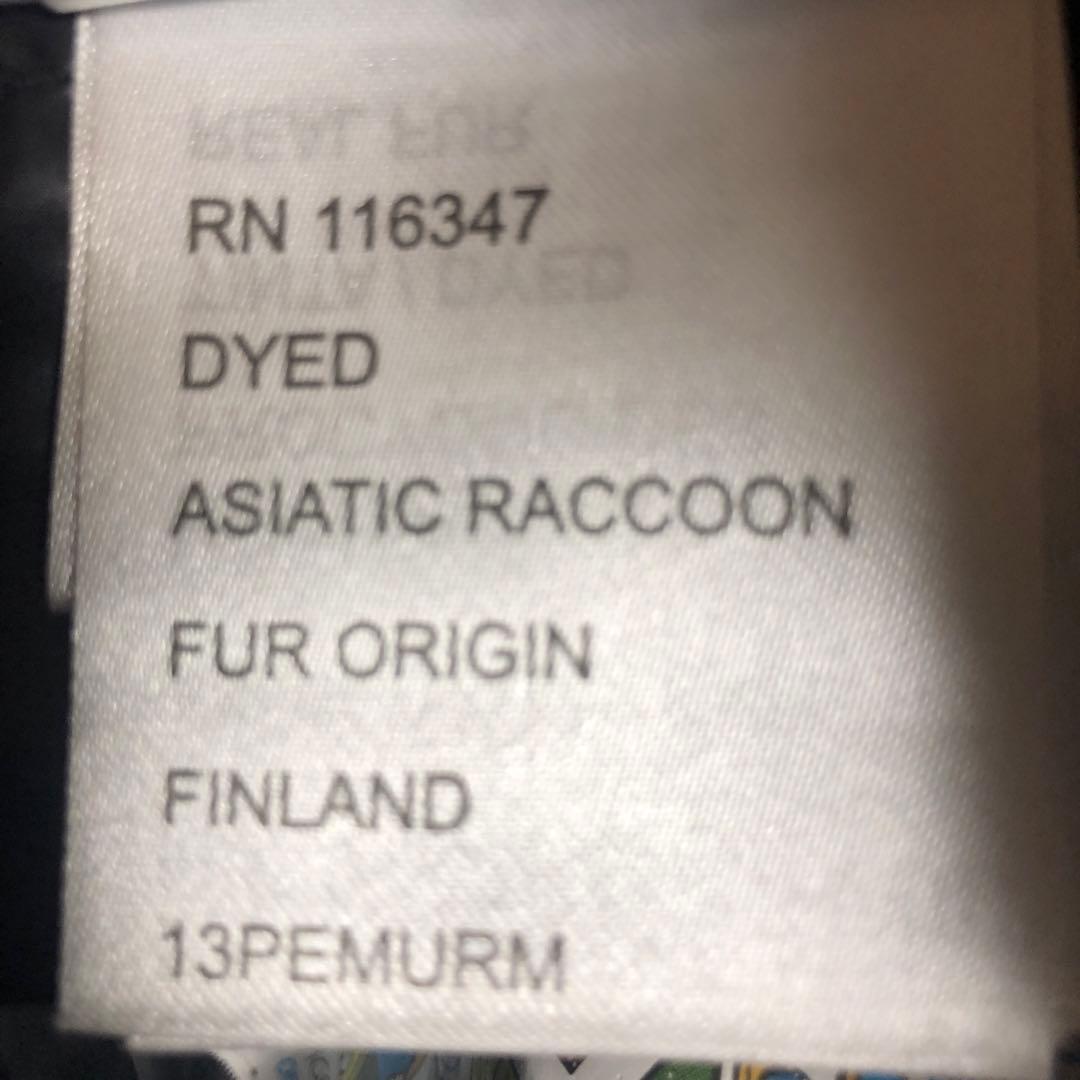 RN 116347
DYED
ASIATIC RACCOON
FUR ORIGIN
FINLAND
13PEMURM